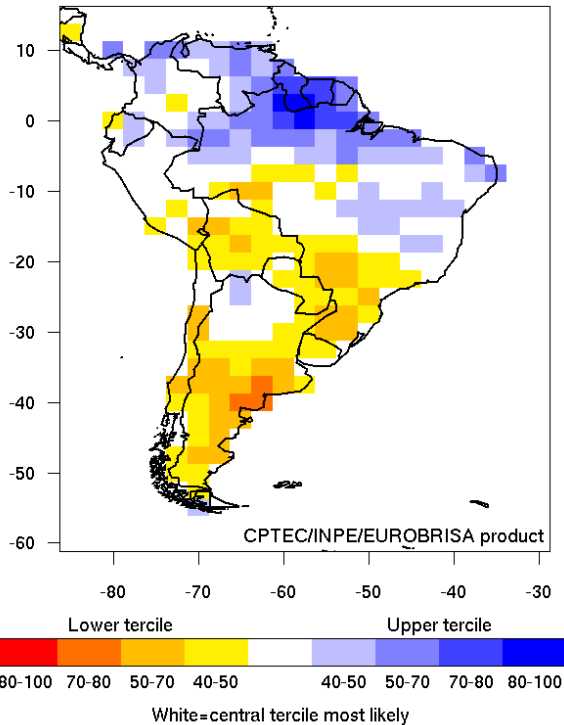 10
0
-10
-20
-30
-40
-50
-60
CPTEC/INPE/EUROBRISA product
-80 -70 -60 -50 -40 -30
Lower tercile Upper tercile
80-100 70-80 50-70 40-50 40-50 50-70 70-80 80-100
White=central tercile most likely